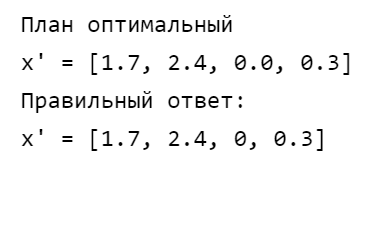 План оптимальный
x' = [1.7, 2.4, 0.0, 0.3]
Правильный ответ:
x' = [1.7, 2.4, 0, 0.3]